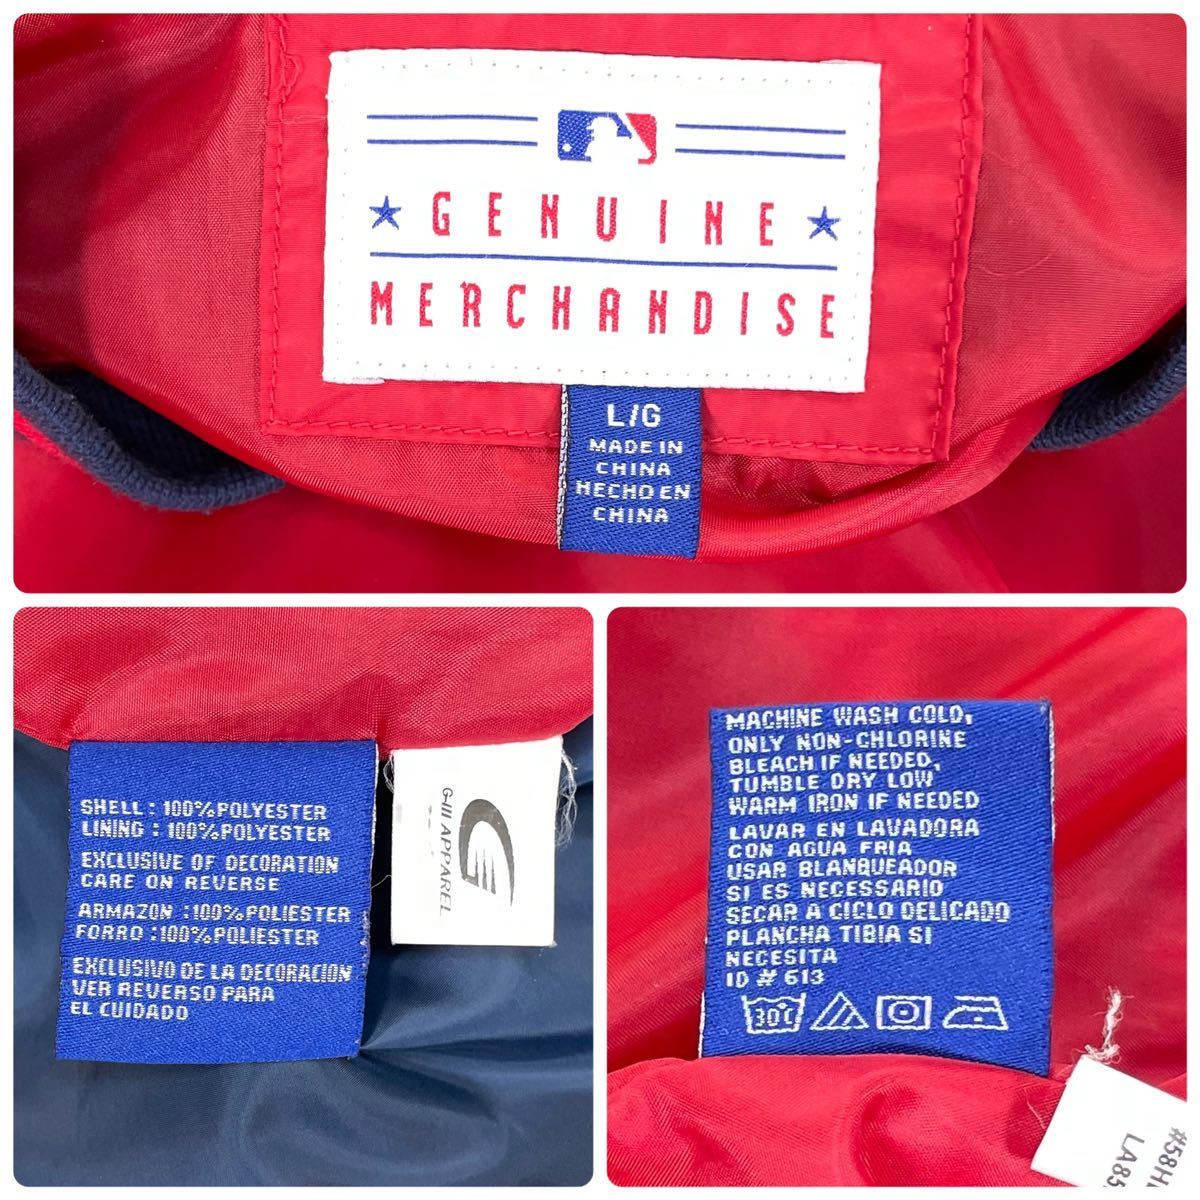 GENUINE
MERCHANDISE
L/G
MADE IN
CHINA
HECHO EN
CHINA
SHELL : 100% POLYESTER
LINING : 100% POLYESTER
EXCLUSIVE OF DECORATION
CARE ON REVERSE
ARMAZON :100% POLIESTER
FORRO :100% POLIESTER
EXCLUSIVO DE LA DECORACION
VER REVERSO PARA
EL CUIDADO
G-III APPAREL
MACHINE WASH COLD,
ONLY NON-CHLORINE
BLEACH IF NEEDED,
TUMBLE DRY LOW
WARM IRON IF NEEDED
LAVAR EN LAVADORA
CON AGUA FRIA
USAR BLANQUEADOR
SI ES NECESSARIO
SECAR A CICLO DELICADO
PLANCHA TIBIA SI
NECESITA
ID # 613
30C